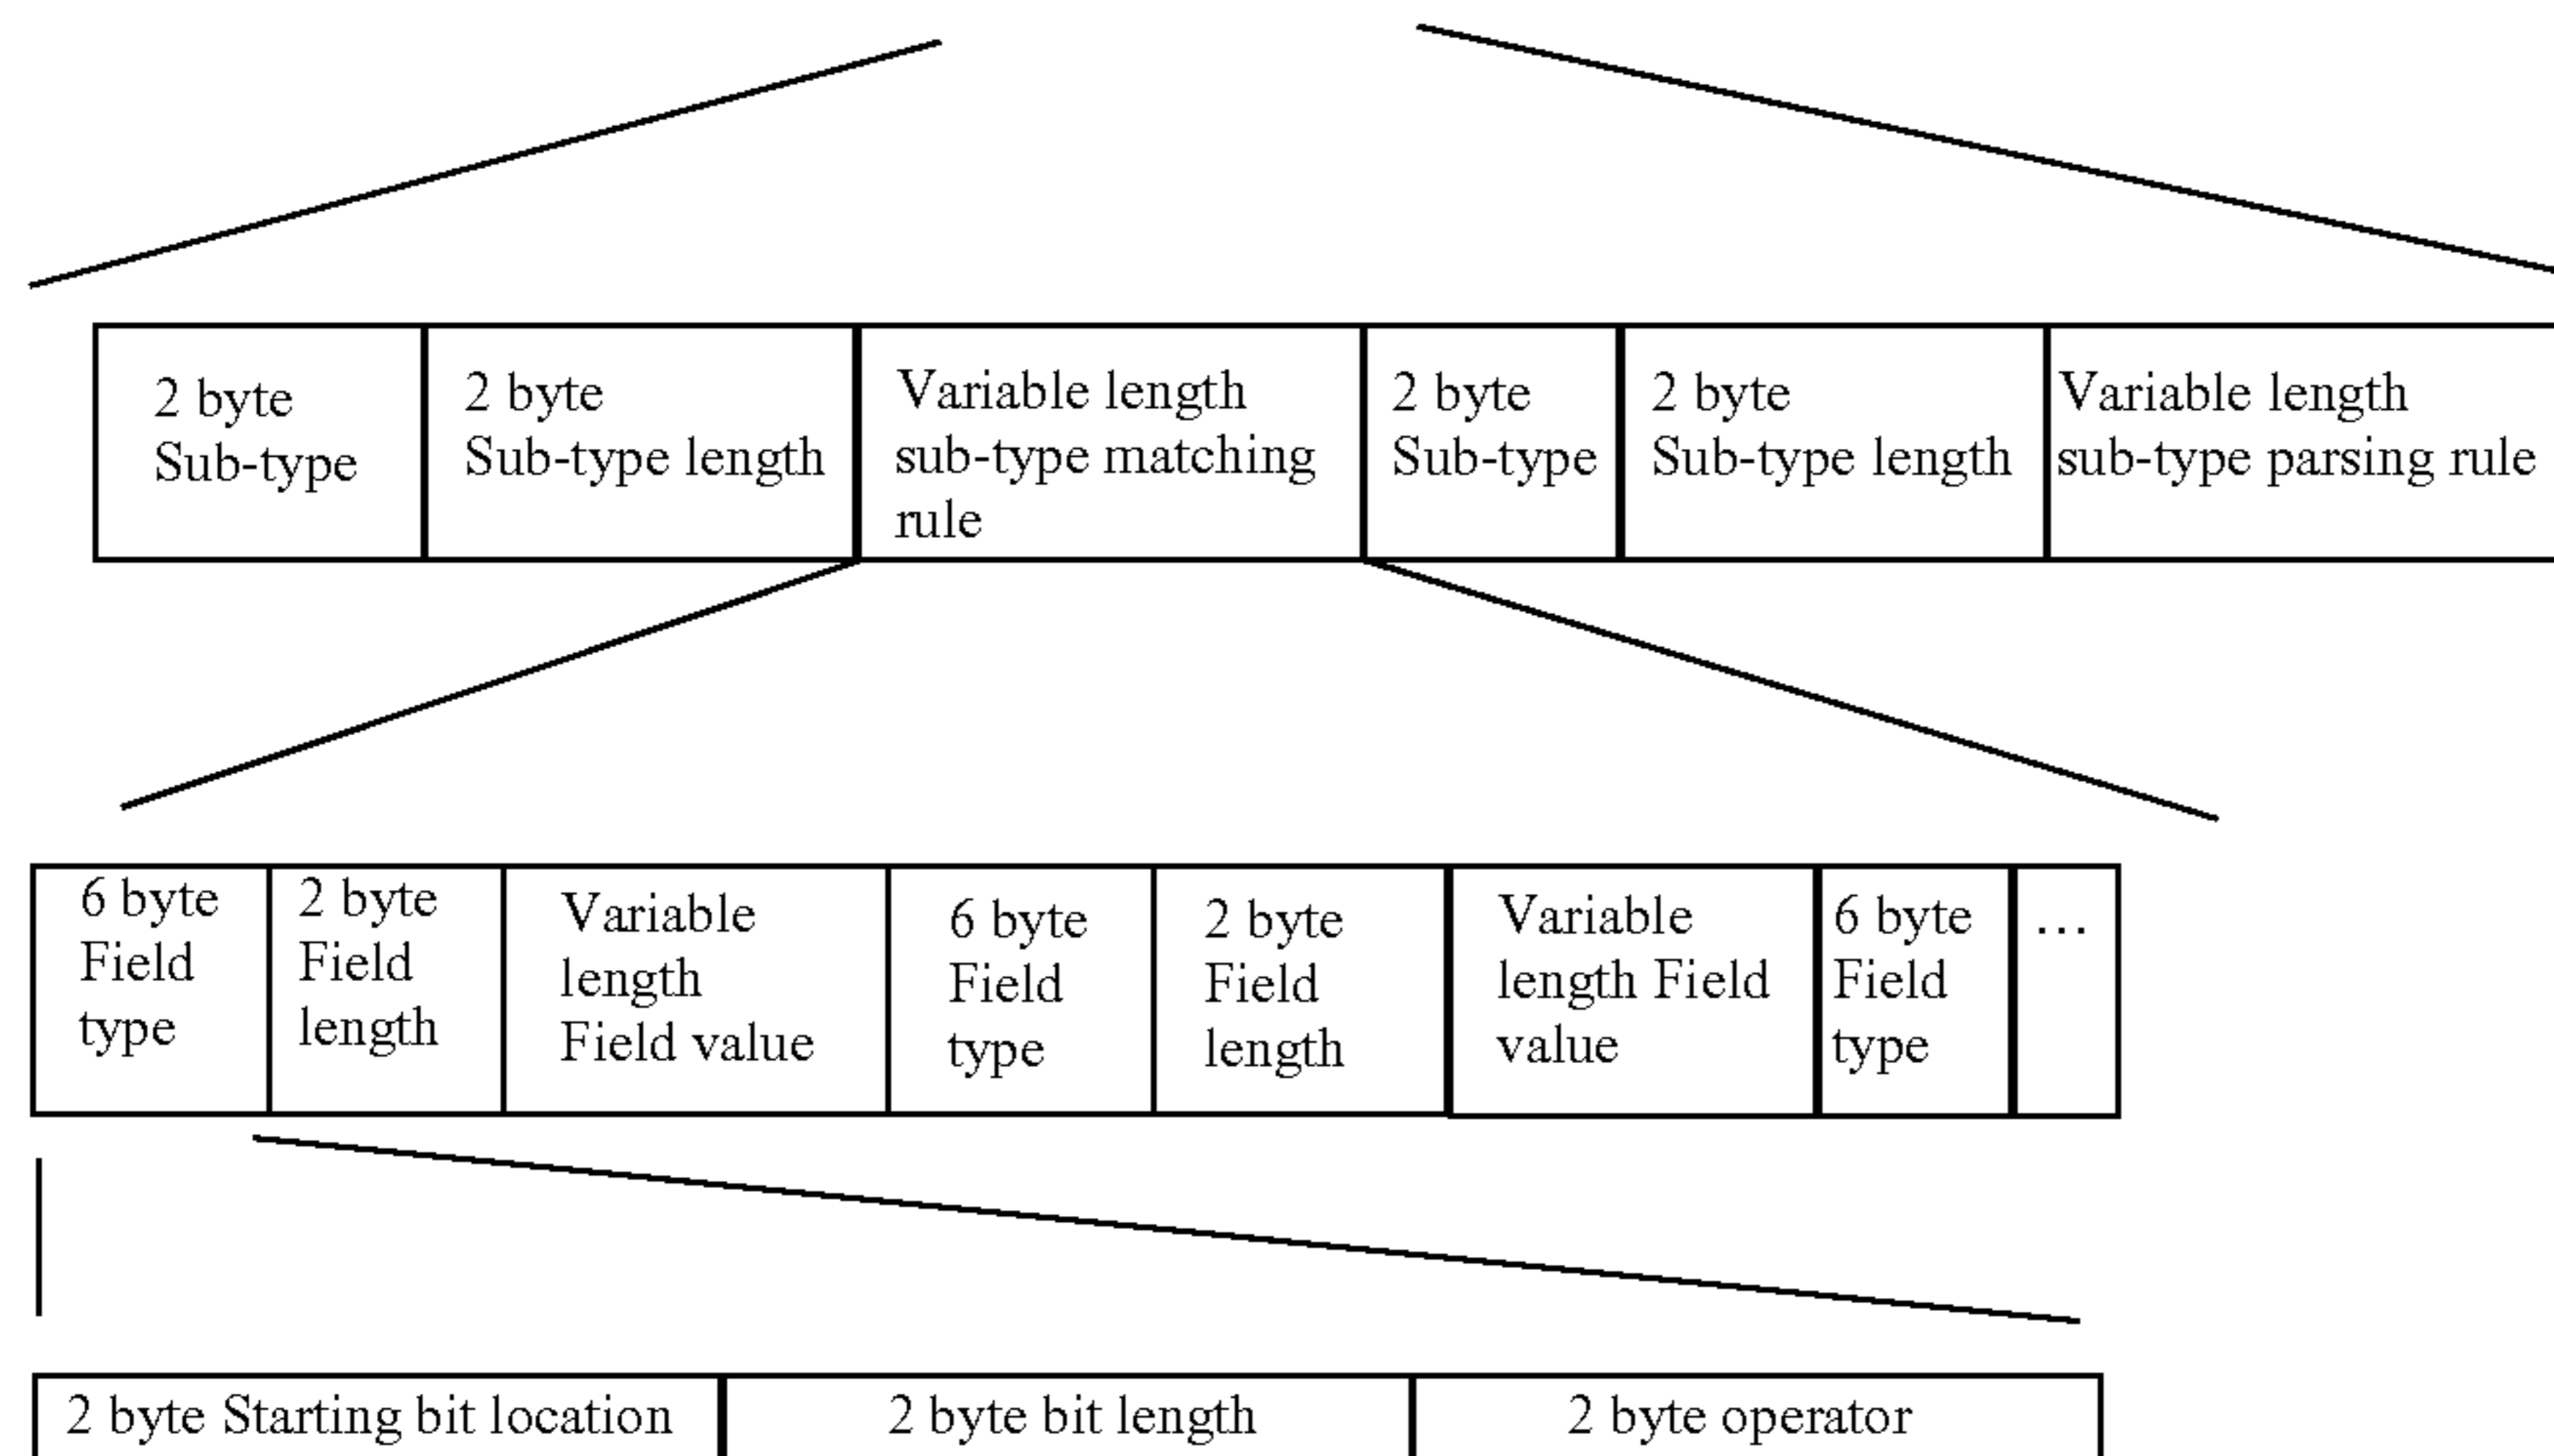 2 byte
Sub-type
2 byte
Sub-type length
Variable length
sub-type matching
rule
2 byte
Sub-type
2 byte
Sub-type length
Variable length
sub-type parsing rule
6 byte
Field
type
2 byte
Field
length
Variable
length
Field value
6 byte
Field
type
2 byte
Field
length
Variable
length Field
value
6 byte
Field
type
...
2 byte Starting bit location
2 byte bit length
2 byte operator